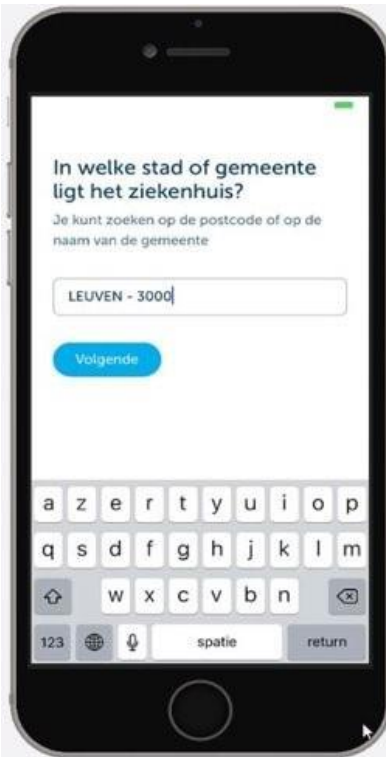 In welke stad of gemeente
ligt het ziekenhuis?
Je kunt zoeken op de postcode of op de
naam van de gemeente
LEUVEN - 3000
Volgende
a z e r t y u i o p
q s d f g h j k l m
w x c v b n
123 spatie return